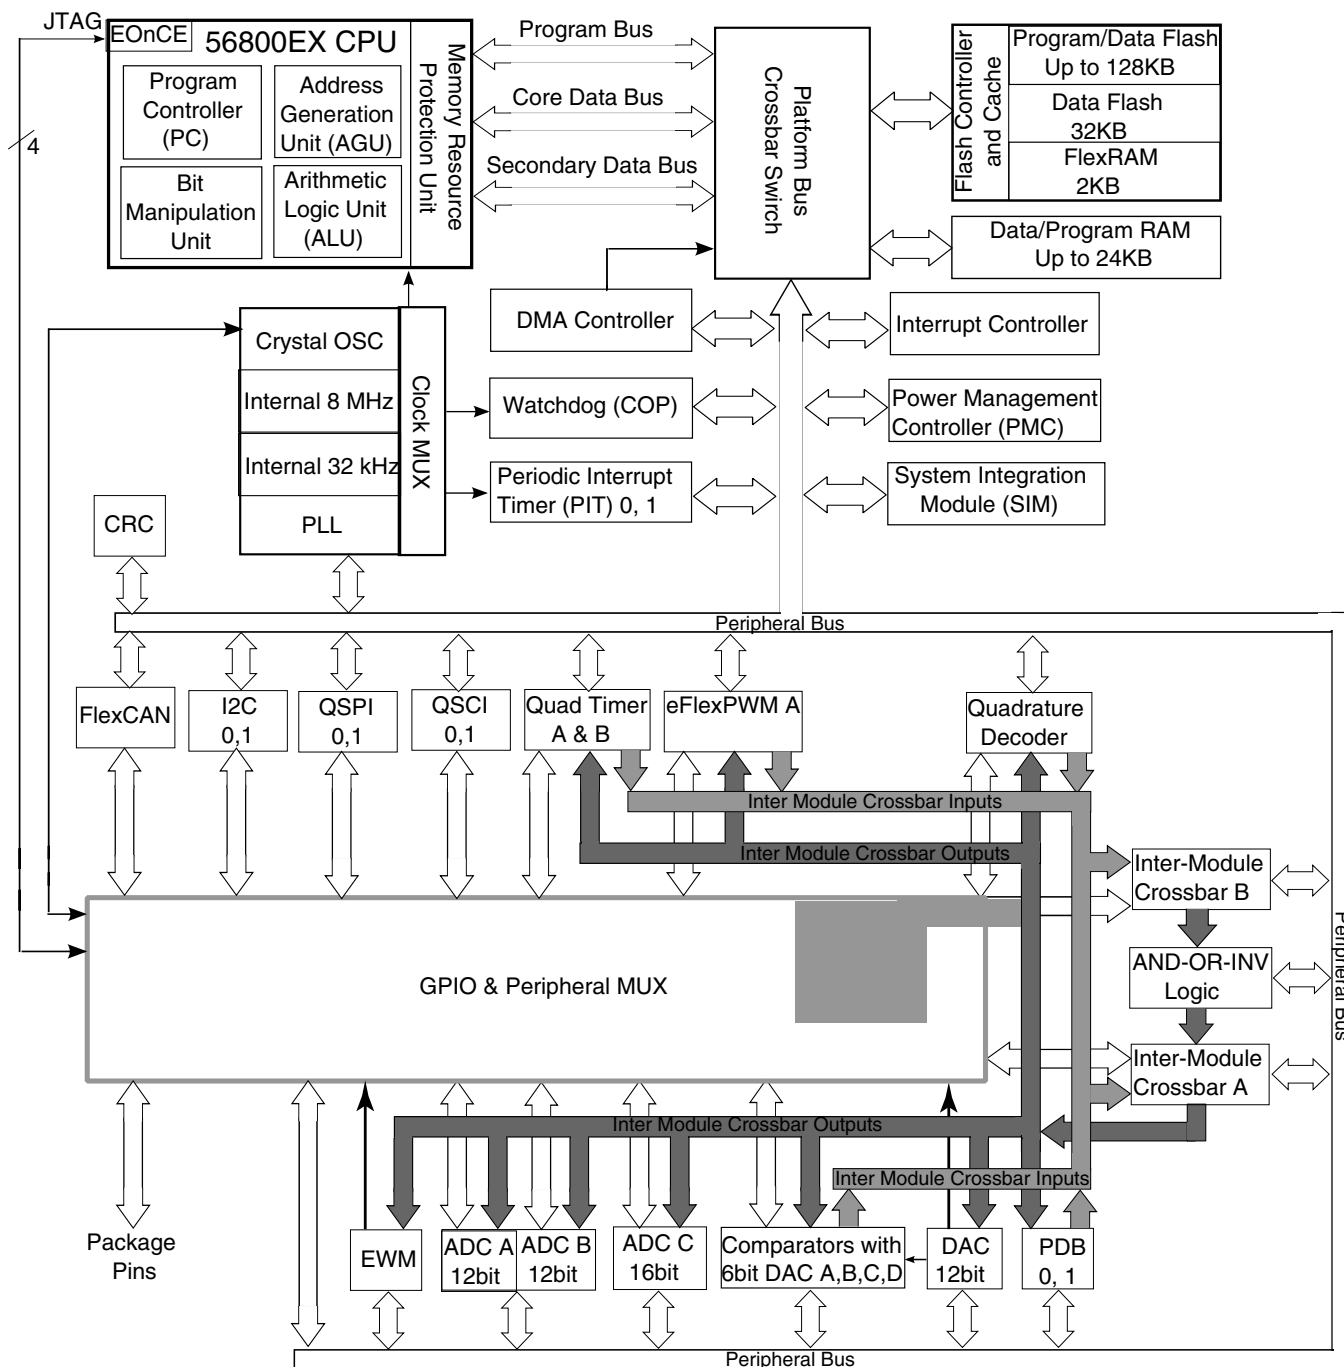 JTAG
EOnCE
56800EX CPU
Program
Controller
(PC)
Address
Generation
Unit (AGU)
Bit
Manipulation
Unit
Arithmetic
Logic Unit
(ALU)
Memory Resource
Protection Unit
4
Program Bus
Core Data Bus
Secondary Data Bus
Platform Bus
Crossbar Swirch
Flash Controller
and Cache
Program/Data Flash
Up to 128KB
Data Flash
32KB
FlexRAM
2KB
Data/Program RAM
Up to 24KB
DMA Controller
Interrupt Controller
Crystal OSC
Internal 8 MHz
Internal 32 kHz
PLL
Clock MUX
Watchdog (COP)
Power Management
Controller (PMC)
Periodic Interrupt
Timer (PIT) 0, 1
System Integration
Module (SIM)
CRC
Peripheral Bus
FlexCAN
I2C
0,1
QSPI
0,1
QSCI
0,1
Quad Timer
A & B
eFlexPWM A
Quadrature
Decoder
Inter Module Crossbar Inputs
Inter Module Crossbar Outputs
Inter-Module
Crossbar B
AND-OR-INV
Logic
Inter-Module
Crossbar A
Peripheral Bus
GPIO & Peripheral MUX
Inter Module Crossbar Outputs
Inter Module Crossbar Inputs
Package
Pins
EWM
ADC A
12bit
ADC B
12bit
ADC C
16bit
Comparators with
6bit DAC A,B,C,D
DAC
12bit
PDB
0, 1
Peripheral Bus